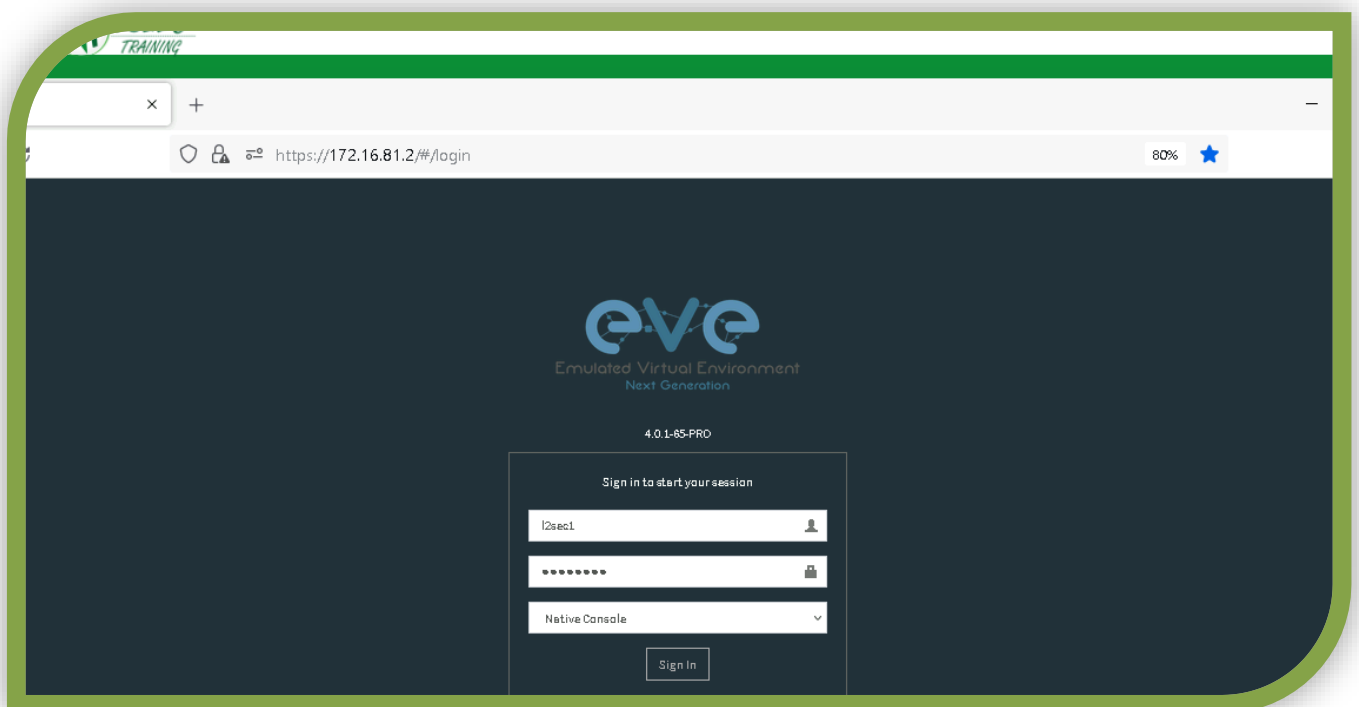 TRAINING
https://172.16.81.2/#/login
80%
eve
Emulated Virtual Environment
Next Generation
4.0.1-65-PRO
Sign in to start your session
l2sec1
Native Console
Sign In